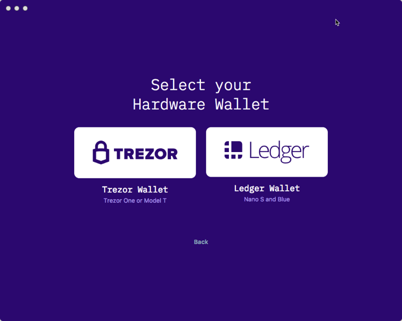 Select your
Hardware Wallet
TREZOR
Ledger
Trezor Wallet
Ledger Wallet
Trezor One or Model T
Nano S and Blue
Back